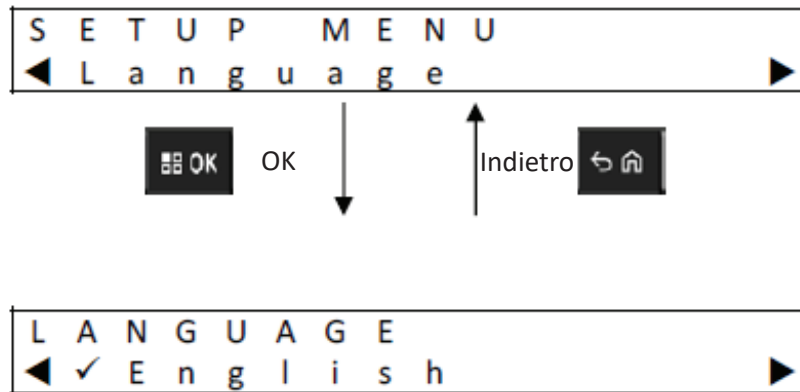 SETUP MENU
◀ Language ▶
OK OK Indietro
LANGUAGE
◀ ✓ English ▶